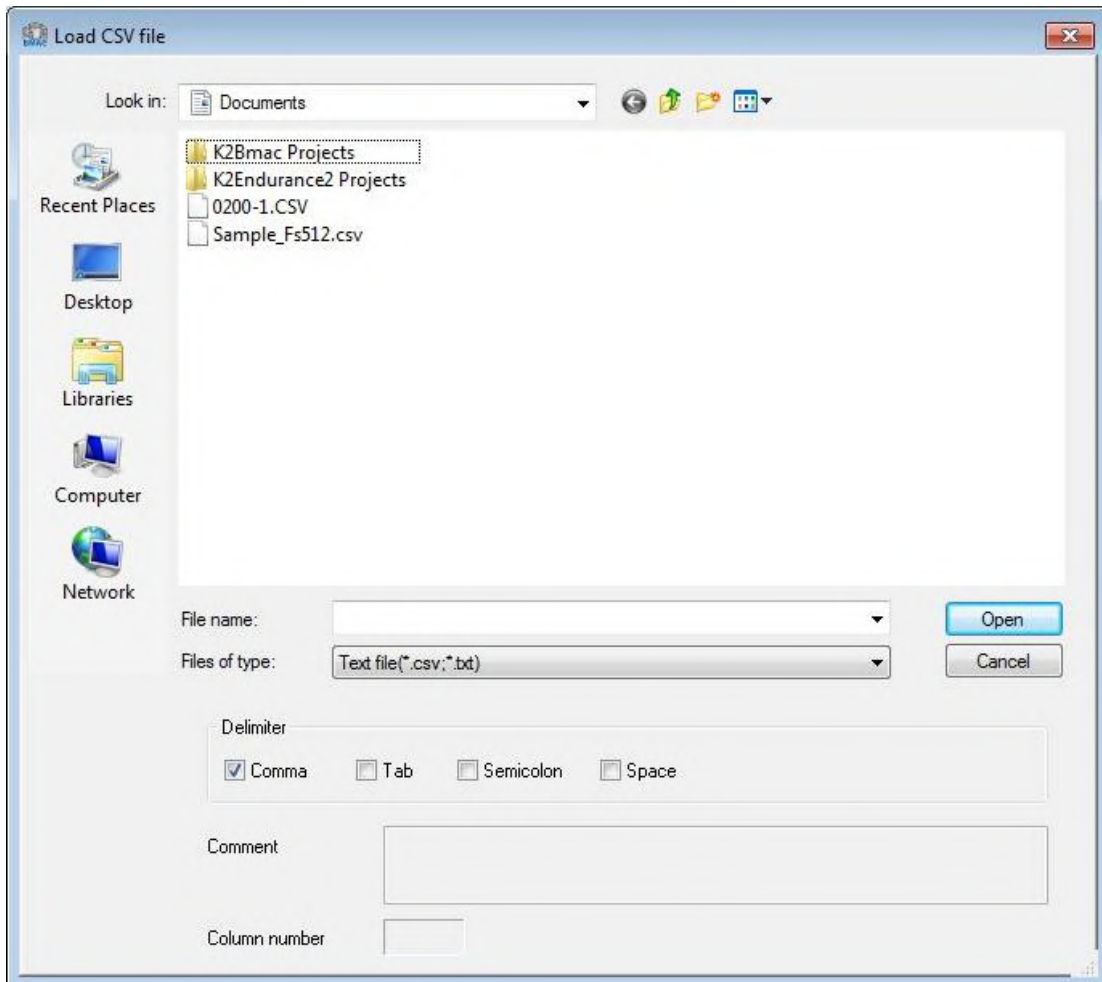 Load CSV file
Look in: Documents
K2Bmac Projects
K2Endurance2 Projects
0200-1.CSV
Sample_Fs512.csv
Recent Places
Desktop
Libraries
Computer
Network
File name:
Open
Files of type: Text file(*.csv;*.txt)
Cancel
Delimiter
Comma Tab Semicolon Space
Comment
Column number